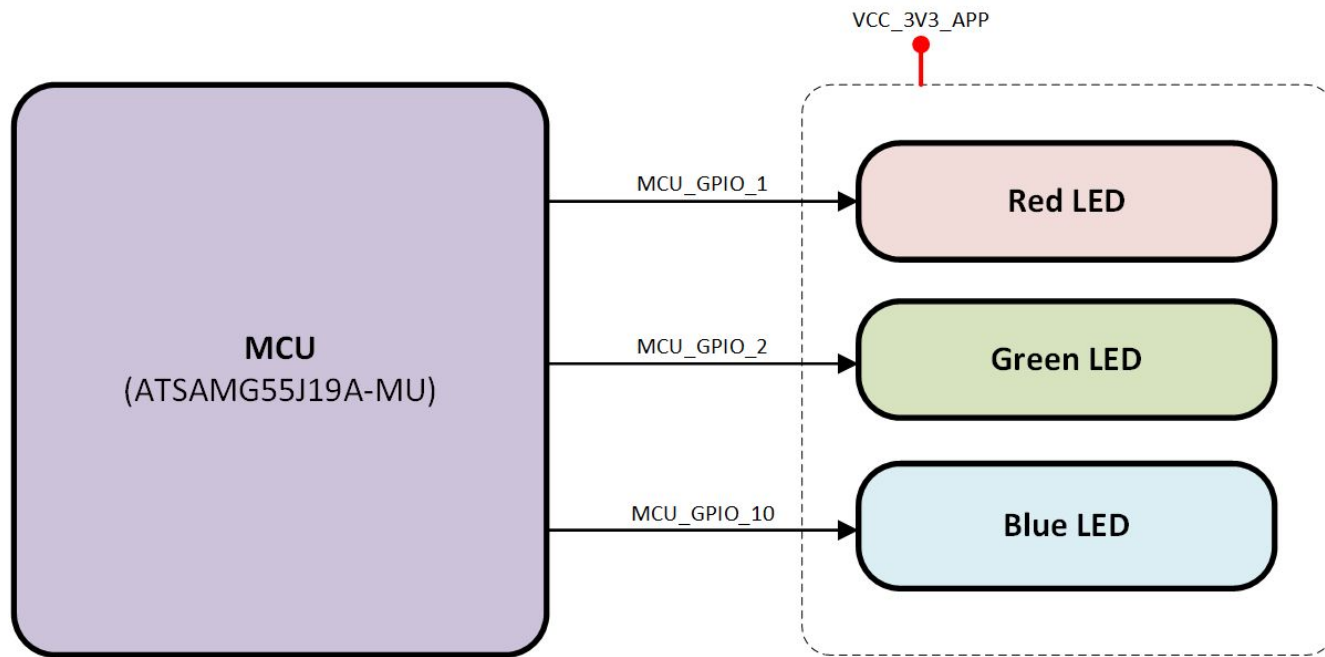 VCC_3V3_APP
MCU_GPIO_1
Red LED
MCU
(ATSAMG55J19A-MU)
MCU_GPIO_2
Green LED
MCU_GPIO_10
Blue LED